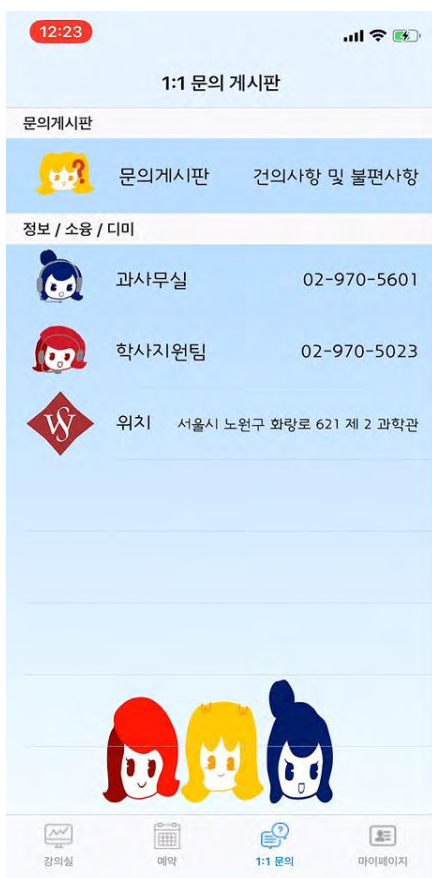 12:23
1:1 문의 게시판
문의게시판
문의게시판 건의사항 및 불편사항
정보 / 소융 / 디미
과사무실 02-970-5601
학사지원팀 02-970-5023
위치 서울시 노원구 화랑로 621 제 2 과학관
강의실 예약 1:1 문의 마이페이지